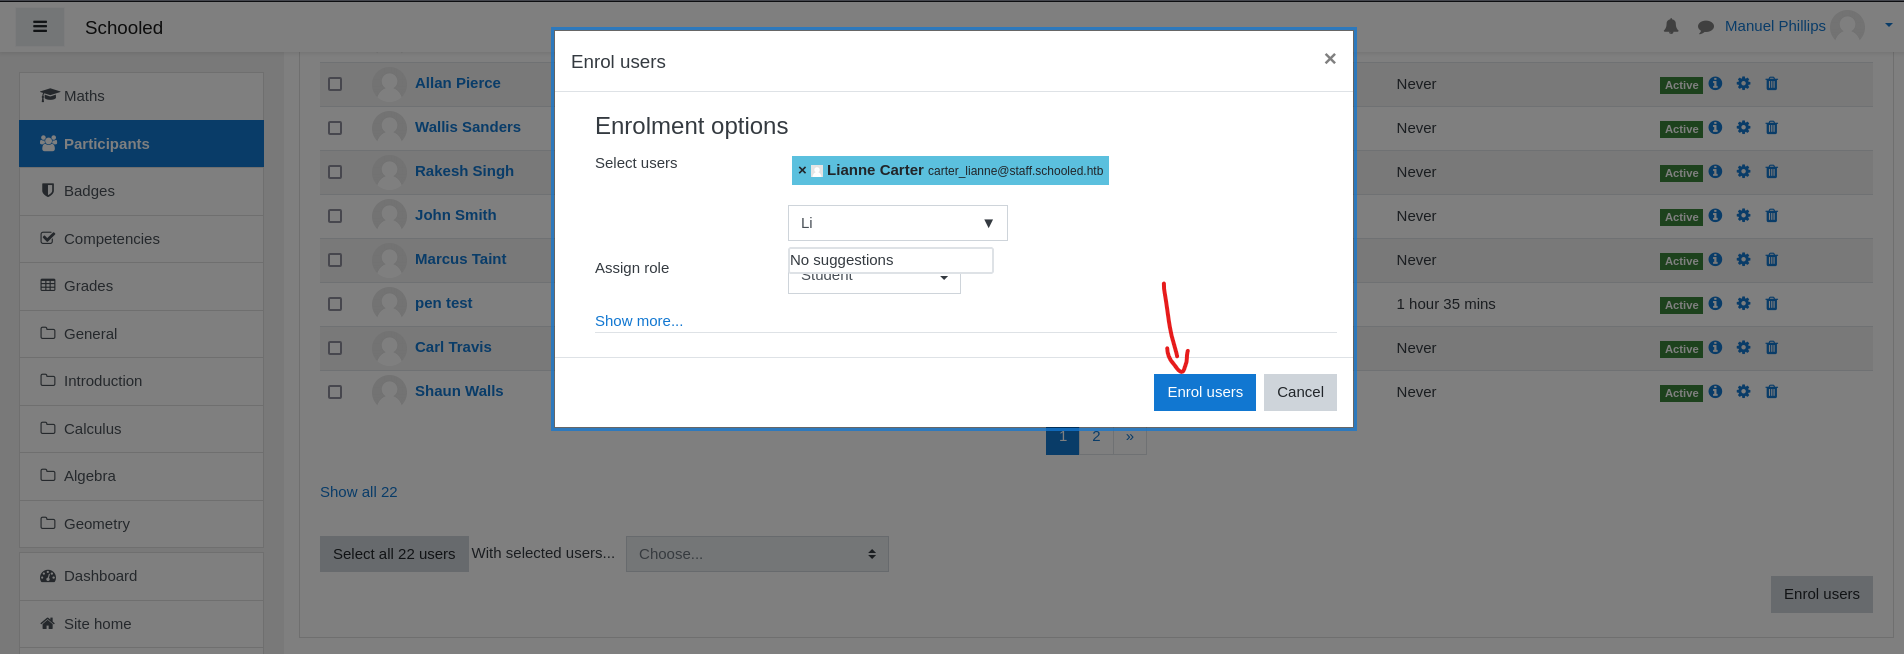 Schooled
Manuel Phillips
Maths
Participants
Badges
Competencies
Grades
General
Introduction
Calculus
Algebra
Geometry
Dashboard
Site home
Allan Pierce
Never
Active
Wallis Sanders
Never
Active
Rakesh Singh
Never
Active
John Smith
Never
Active
Marcus Taint
Never
Active
pen test
1 hour 35 mins
Active
Carl Travis
Never
Active
Shaun Walls
Never
Active
Enrol users
×
Enrolment options
Select users
× Lianne Carter carter_lianne@staff.schooled.htb
Li ▼
No suggestions
Assign role
Student
Show more...
Enrol users
Cancel
1 2 »
Show all 22
Select all 22 users With selected users... Choose...
Enrol users